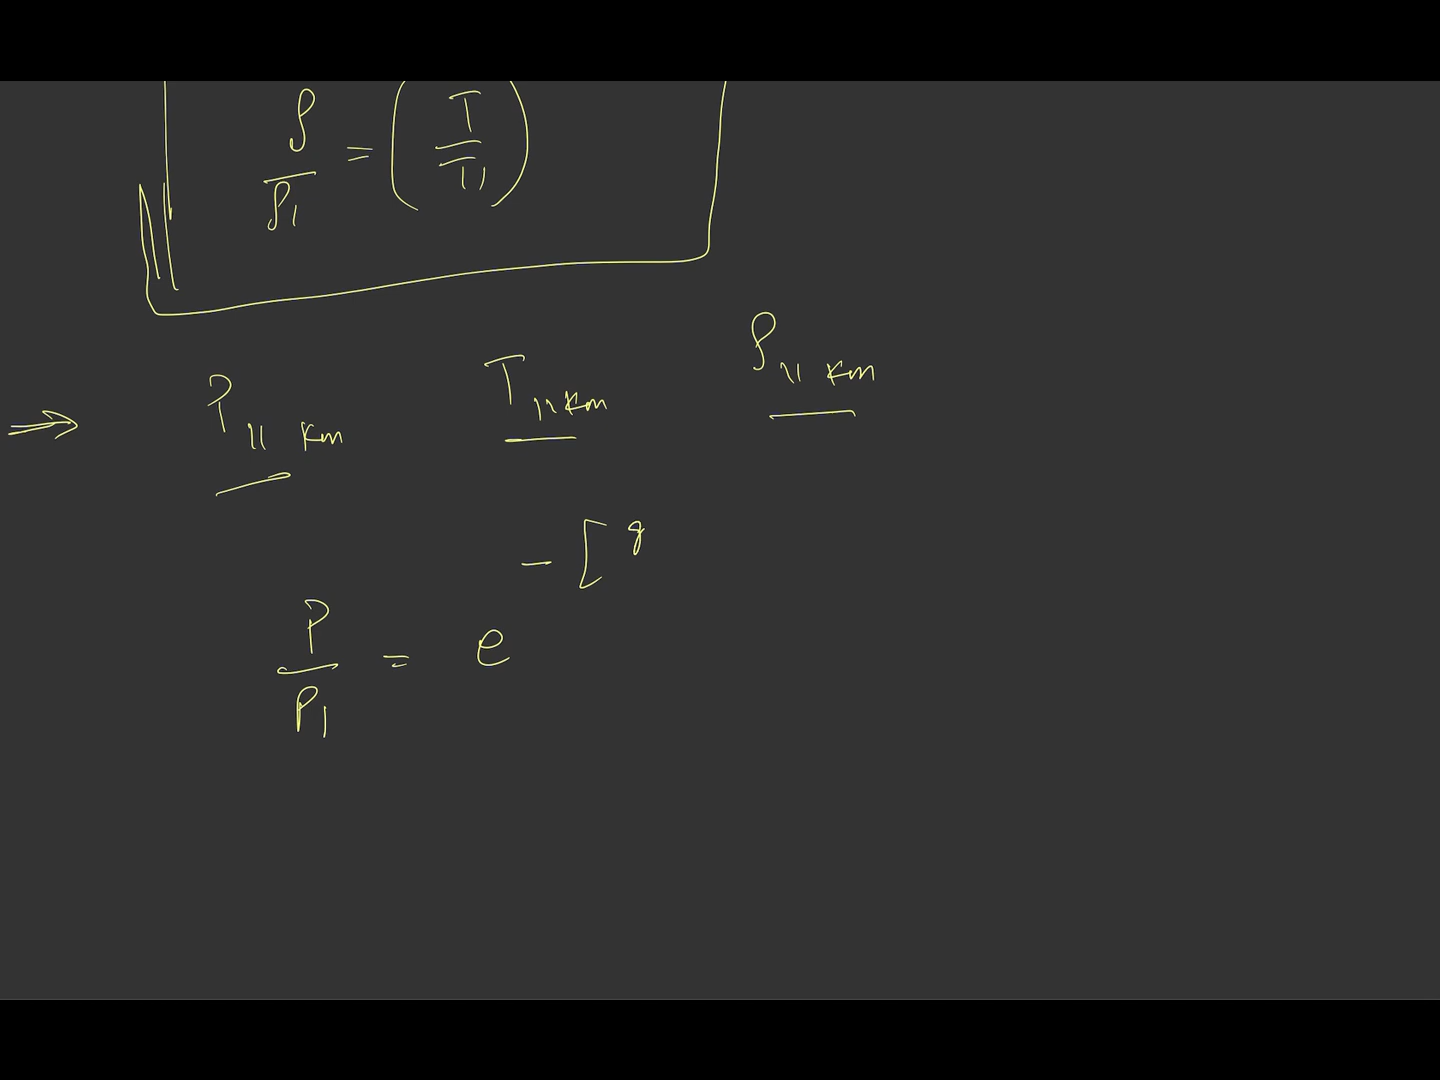 ρ/ρ1 = (T/T1)
⇒ P11 km T11 km ρ11 km
P/P1 = e^-[g